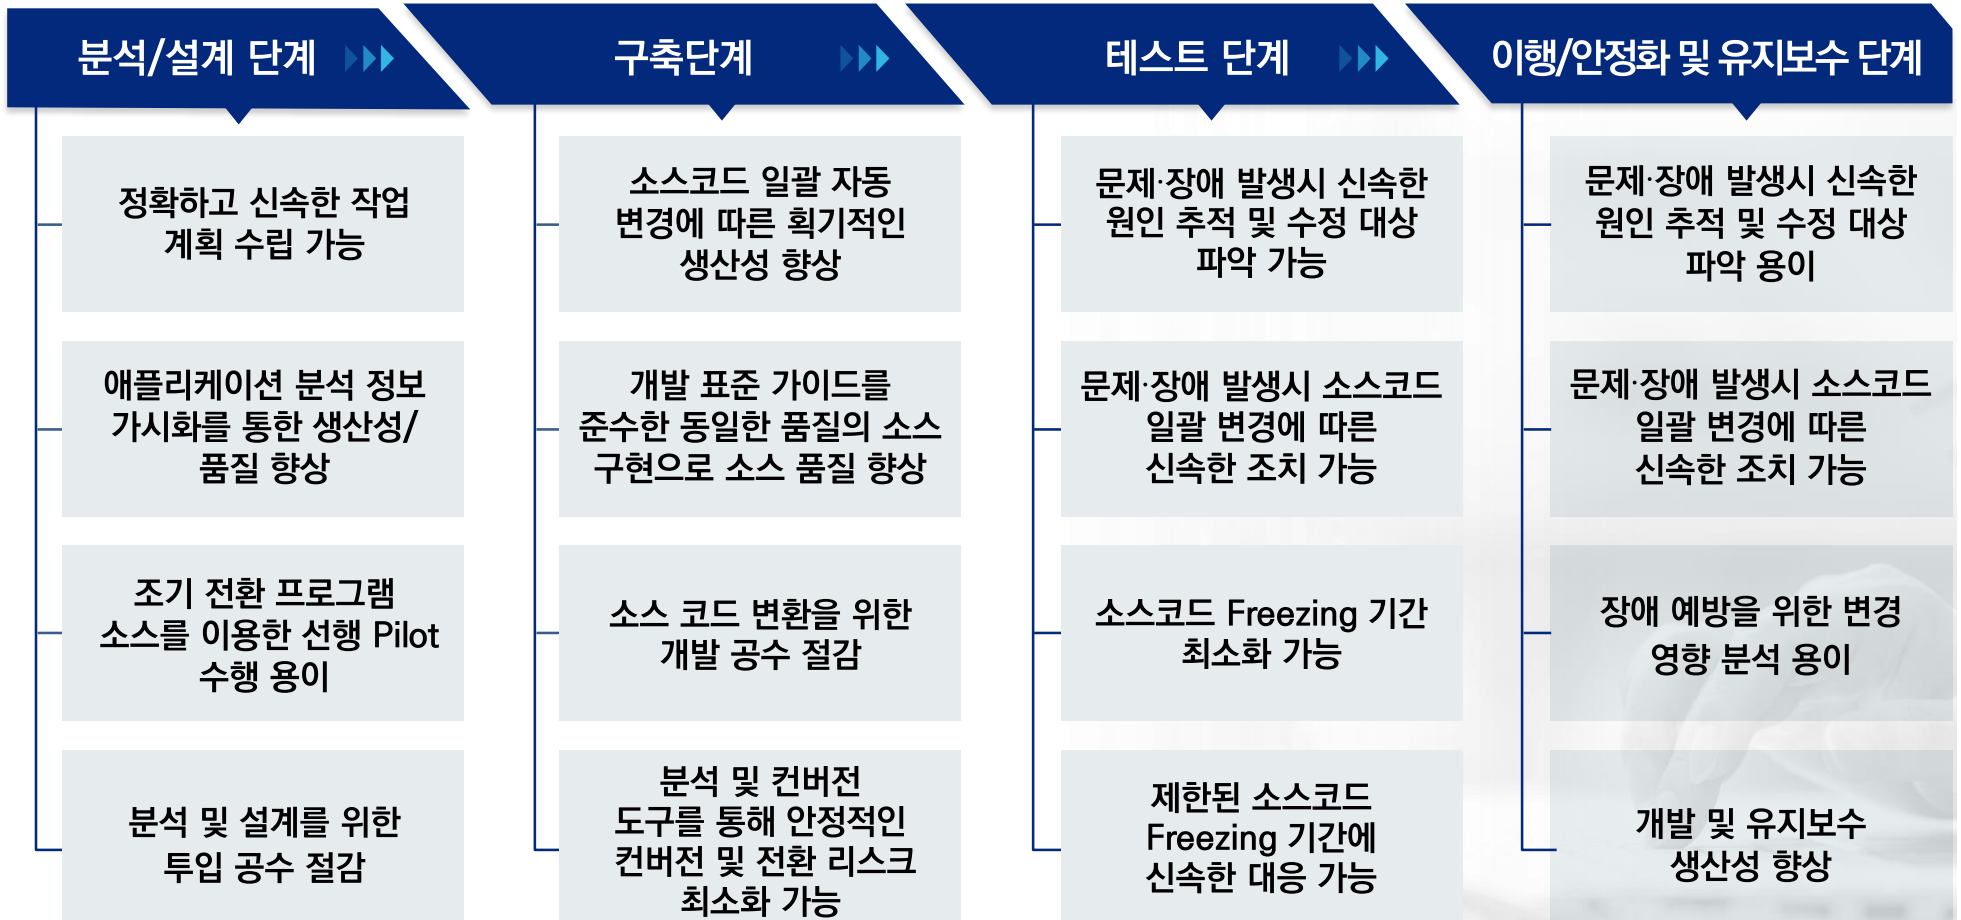 분석/설계 단계
정확하고 신속한 작업
계획 수립 가능
애플리케이션 분석 정보
가시화를 통한 생산성/
품질 향상
조기 전환 프로그램
소스를 이용한 선행 Pilot
수행 용이
분석 및 설계를 위한
투입 공수 절감
구축단계
소스코드 일괄 자동
변경에 따른 획기적인
생산성 향상
개발 표준 가이드를
준수한 동일한 품질의 소스
구현으로 소스 품질 향상
소스 코드 변환을 위한
개발 공수 절감
분석 및 컨버전
도구를 통해 안정적인
컨버전 및 전환 리스크
최소화 가능
테스트 단계
문제·장애 발생시 신속한
원인 추적 및 수정 대상
파악 가능
문제·장애 발생시 소스코드
일괄 변경에 따른
신속한 조치 가능
소스코드 Freezing 기간
최소화 가능
제한된 소스코드
Freezing 기간에
신속한 대응 가능
이행/안정화 및 유지보수 단계
문제·장애 발생시 신속한
원인 추적 및 수정 대상
파악 용이
문제·장애 발생시 소스코드
일괄 변경에 따른
신속한 조치 가능
장애 예방을 위한 변경
영향 분석 용이
개발 및 유지보수
생산성 향상